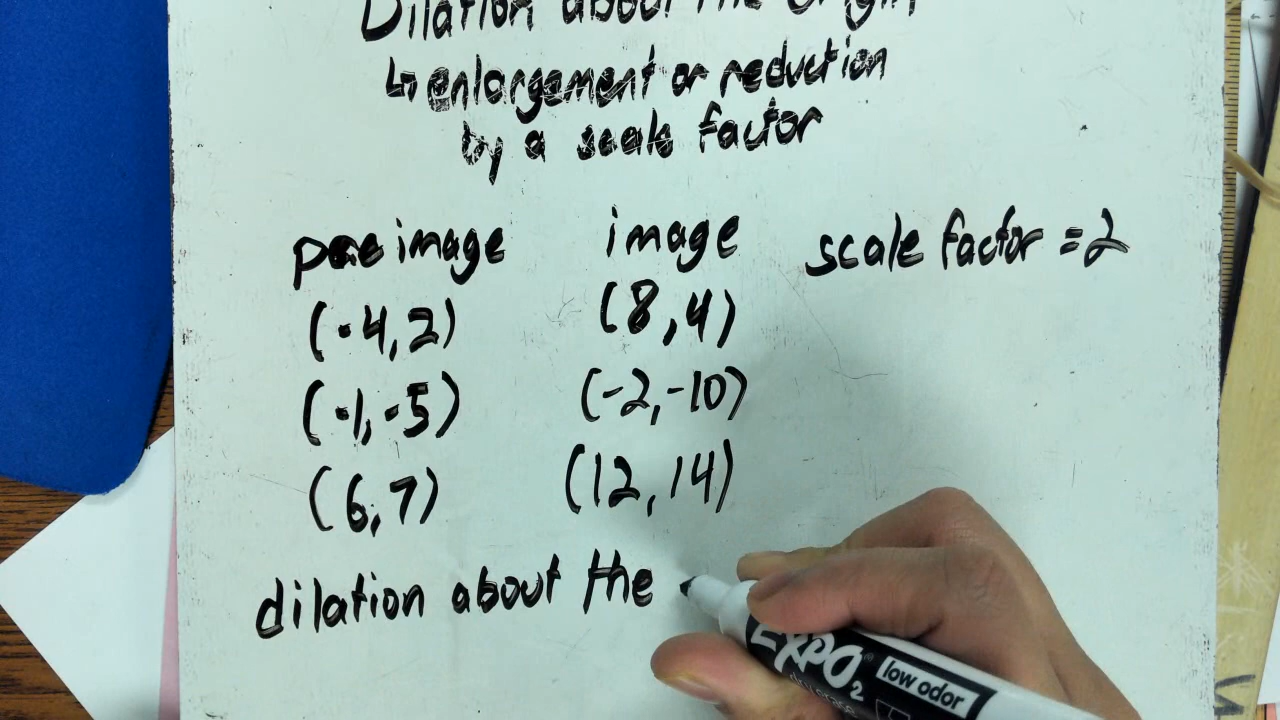 Dilation about the origin
↳ enlargement or reduction
by a scale factor
preimage image scale factor = 2
(-4, 2) (8, 4)
(-1, -5) (-2, -10)
(6, 7) (12, 14)
dilation about the
EXPO 2 low odor